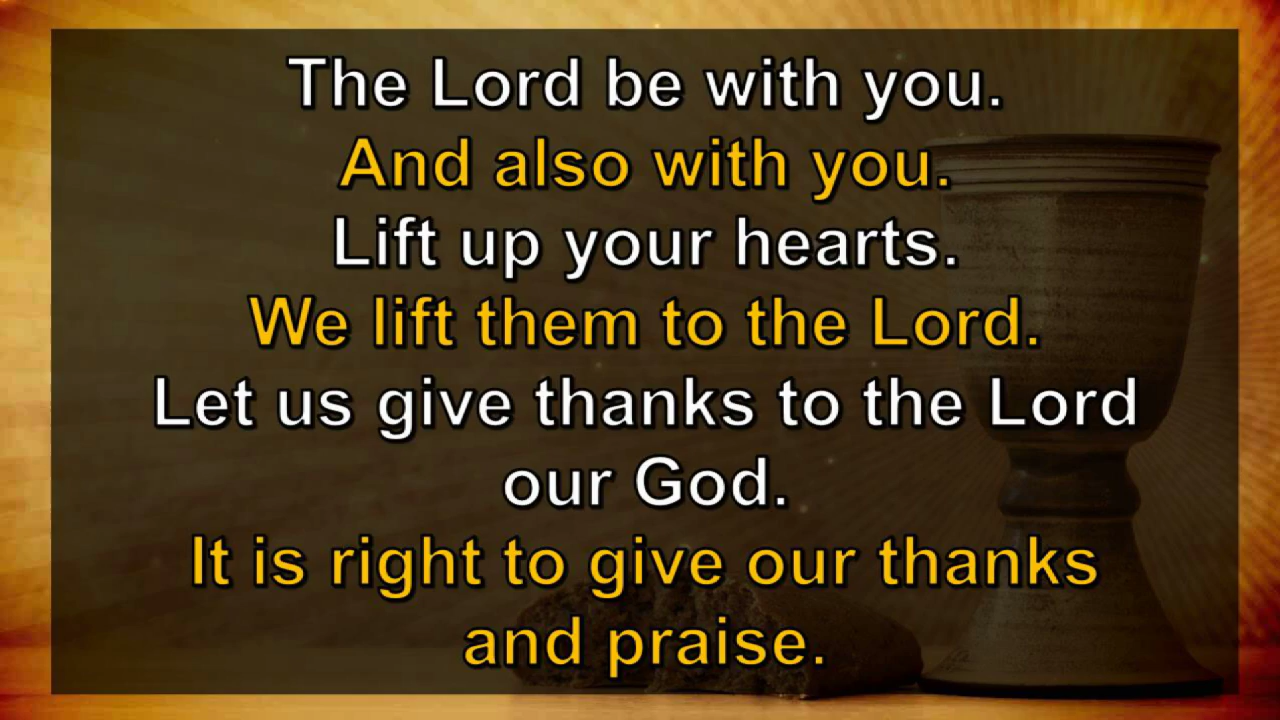 The Lord be with you.
And also with you.
Lift up your hearts.
We lift them to the Lord.
Let us give thanks to the Lord
our God.
It is right to give our thanks
and praise.